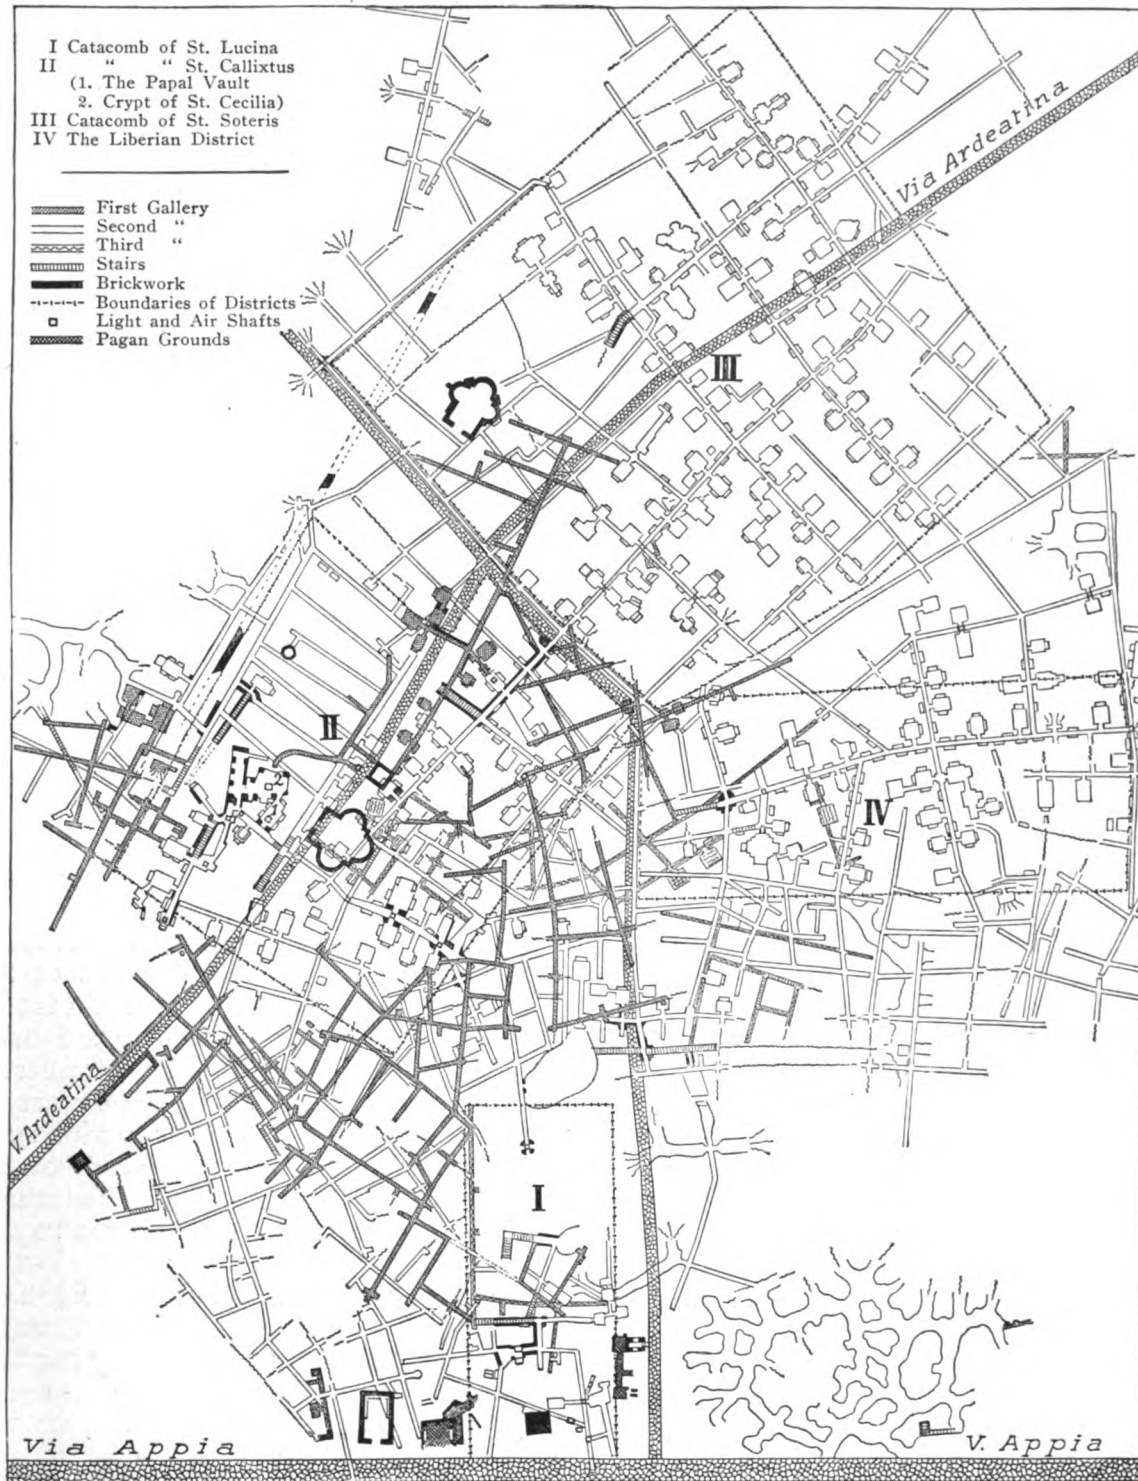 I Catacomb of St. Lucina
II “ “ St. Callixtus
(1. The Papal Vault
2. Crypt of St. Cecilia)
III Catacomb of St. Soteris
IV The Liberian District
First Gallery
Second “
Third “
Stairs
Brickwork
Boundaries of Districts
Light and Air Shafts
Pagan Grounds
Via Ardeatina
III
II
2
IV
V. Ardeatina
I
Via Appia
V. Appia